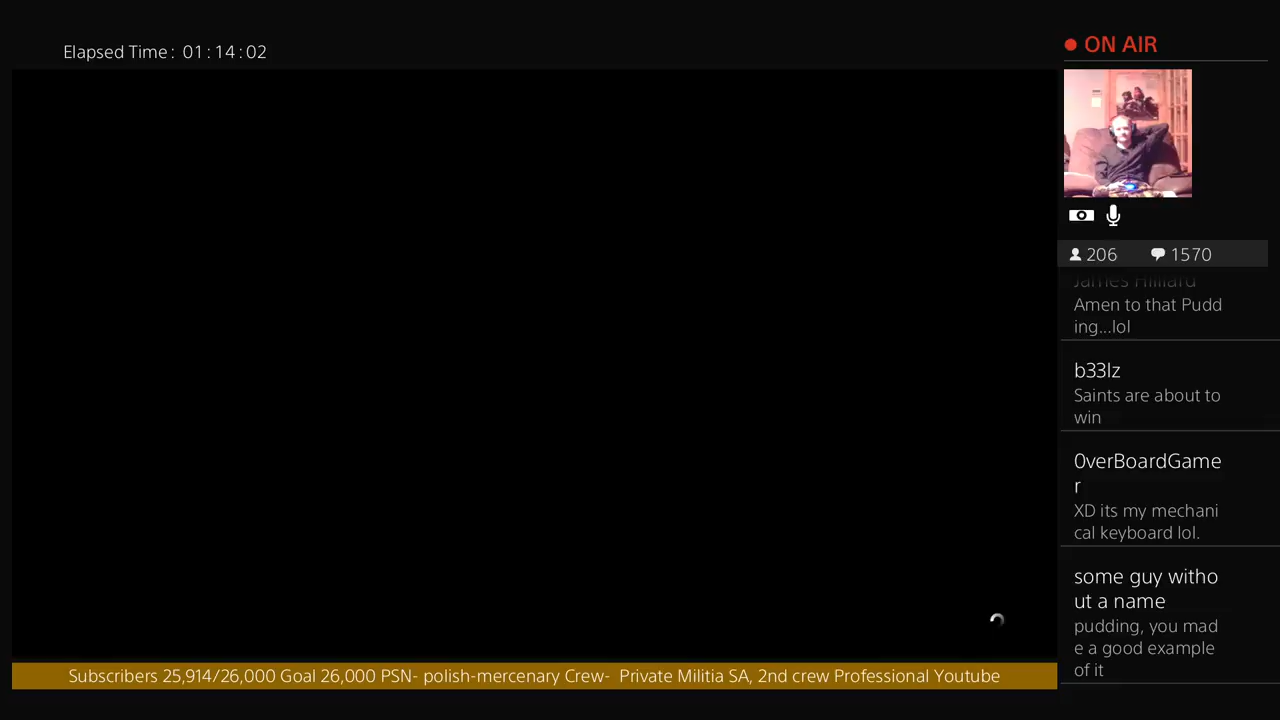 Elapsed Time: 01:14:02
ON AIR
206 1570
James Hilliard
Amen to that Pudd
ing...lol
b33lz
Saints are about to
win
0verBoardGame
r
XD its my mechani
cal keyboard lol.
some guy witho
ut a name
pudding, you mad
e a good example
of it
Subscribers 25,914/26,000 Goal 26,000 PSN- polish-mercenary Crew- Private Militia SA, 2nd crew Professional Youtube